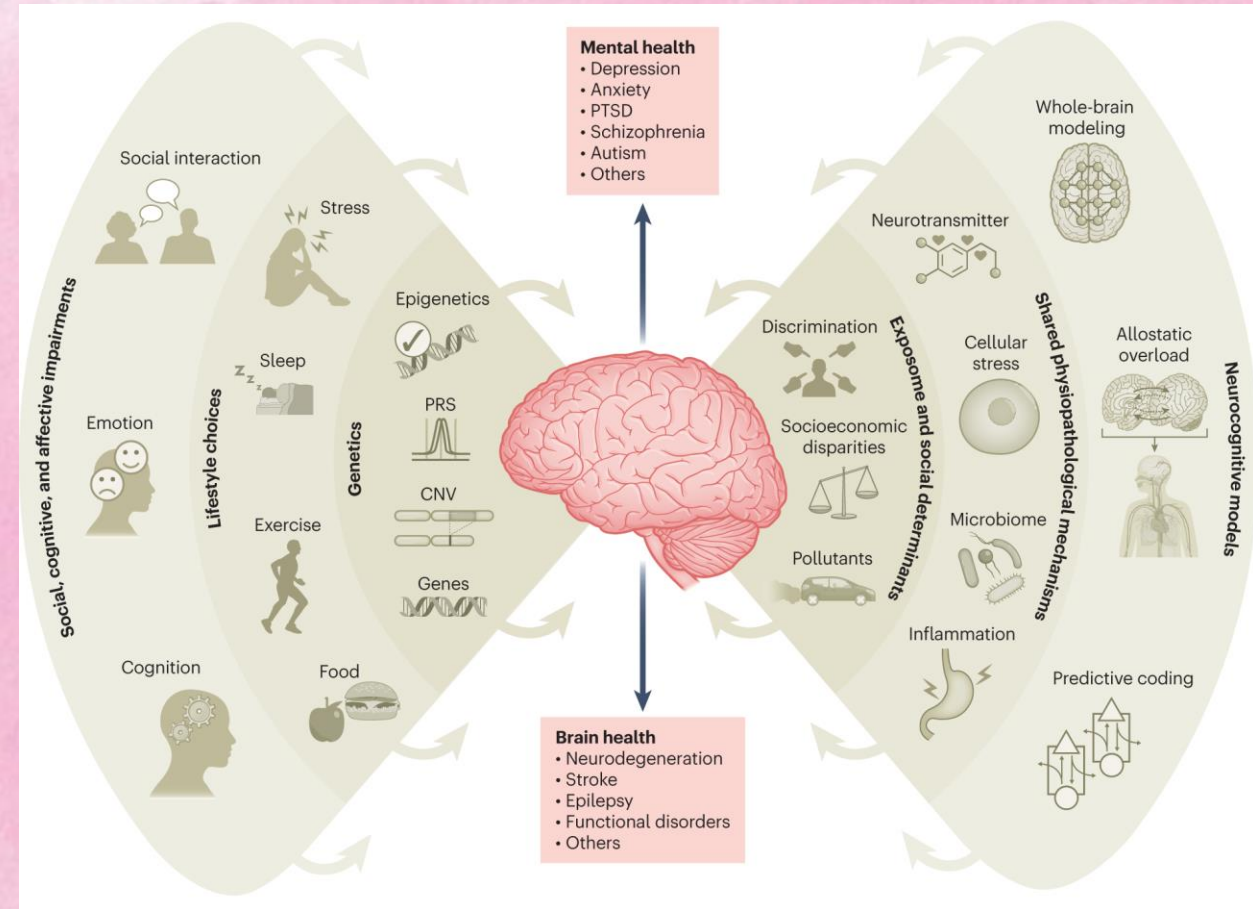 Mental health
• Depression
• Anxiety
• PTSD
• Schizophrenia
• Autism
• Others
Social interaction
Stress
Epigenetics
Sleep
PRS
Emotion
CNV
Exercise
Genes
Cognition
Food
Social, cognitive, and affective impairments
Lifestyle choices
Genetics
z z z z
Whole-brain
modeling
Neurotransmitter
Discrimination
Cellular
stress
Allostatic
overload
Socioeconomic
disparities
Microbiome
Pollutants
Inflammation
Predictive coding
Exposome and social determinants
Shared physiopathological mechanisms
Neurocognitive models
Brain health
• Neurodegeneration
• Stroke
• Epilepsy
• Functional disorders
• Others